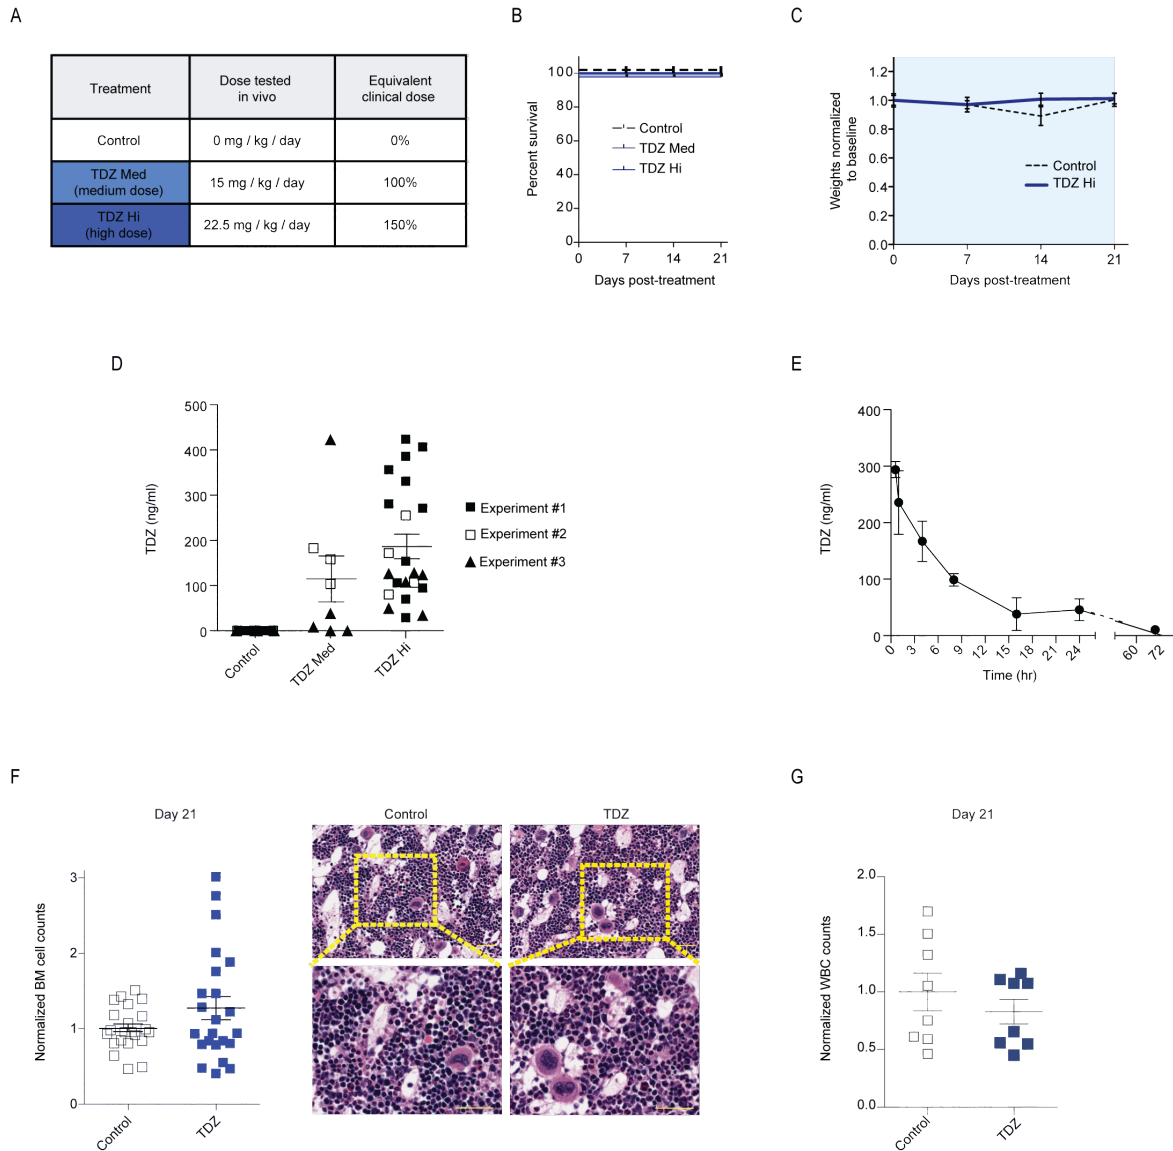 A
Treatment
Dose tested
in vivo
Equivalent
clinical dose
Control
0 mg / kg / day
0%
TDZ Med
(medium dose)
15 mg / kg / day
100%
TDZ Hi
(high dose)
22.5 mg / kg / day
150%
B
Percent survival
100
80
60
40
20
0
Control
TDZ Med
TDZ Hi
0 7 14 21
Days post-treatment
C
Weights normalized
to baseline
1.2
1.0
0.8
0.6
0.4
0.2
0.0
Control
TDZ Hi
0 7 14 21
Days post-treatment
D
TDZ (ng/ml)
500
400
300
200
100
0
Control
TDZ Med
TDZ Hi
Experiment #1
Experiment #2
Experiment #3
E
TDZ (ng/ml)
400
300
200
100
0
0 3 6 9 12 15 18 21 24 60 72
Time (hr)
F
Day 21
Normalized BM cell counts
3
2
1
0
Control
TDZ
Control
TDZ
G
Day 21
Normalized WBC counts
2.0
1.5
1.0
0.5
0.0
Control
TDZ